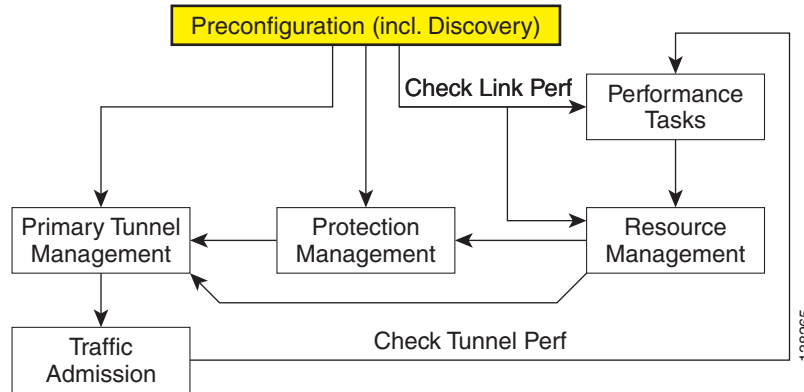 Preconfiguration (incl. Discovery)
Check Link Perf
Performance
Tasks
Primary Tunnel
Management
Protection
Management
Resource
Management
Traffic
Admission
Check Tunnel Perf